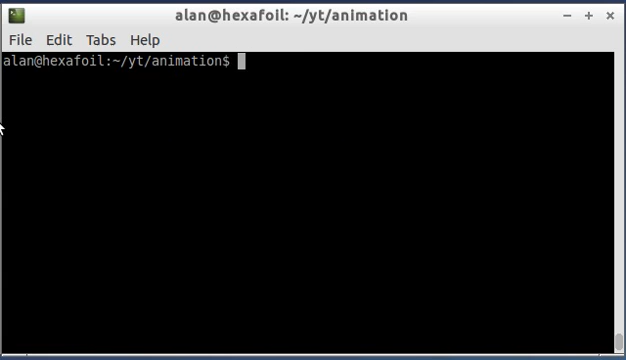 alan@hexafoil: ~/yt/animation
File Edit Tabs Help
alan@hexafoil:~/yt/animation$